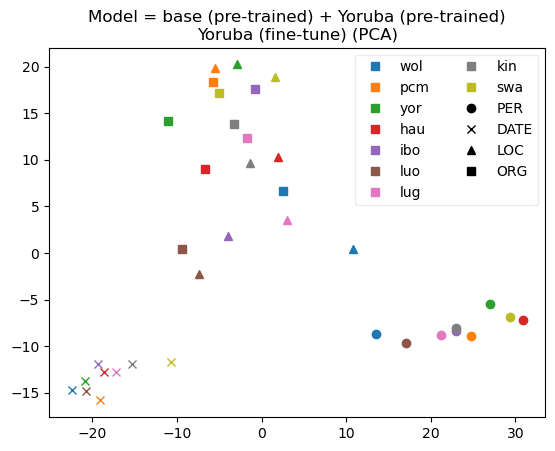 Model = base (pre-trained) + Yoruba (pre-trained)
Yoruba (fine-tune) (PCA)
wol
pcm
yor
hau
ibo
luo
lug
kin
swa
PER
DATE
LOC
ORG
20
15
10
5
0
−5
−10
−15
−20
−10
0
10
20
30